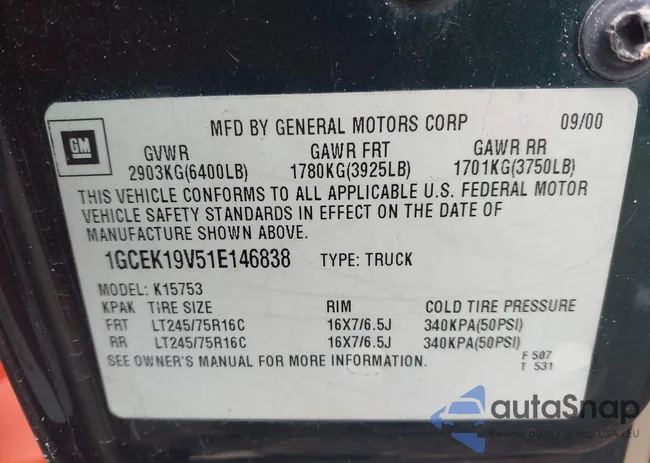 MFD BY GENERAL MOTORS CORP 09/00
GM
GVWR GAWR FRT GAWR RR
2903KG(6400LB) 1780KG(3925LB) 1701KG(3750LB)
THIS VEHICLE CONFORMS TO ALL APPLICABLE U.S. FEDERAL MOTOR
VEHICLE SAFETY STANDARDS IN EFFECT ON THE DATE OF
MANUFACTURE SHOWN ABOVE.
1GCEK19V51E146838 TYPE: TRUCK
MODEL: K15753
KPAK TIRE SIZE RIM COLD TIRE PRESSURE
FRT LT245/75R16C 16X7/6.5J 340KPA(50PSI)
RR LT245/75R16C 16X7/6.5J 340KPA(50PSI)
SEE OWNER'S MANUAL FOR MORE INFORMATION. F 507
T 531
autoSnap